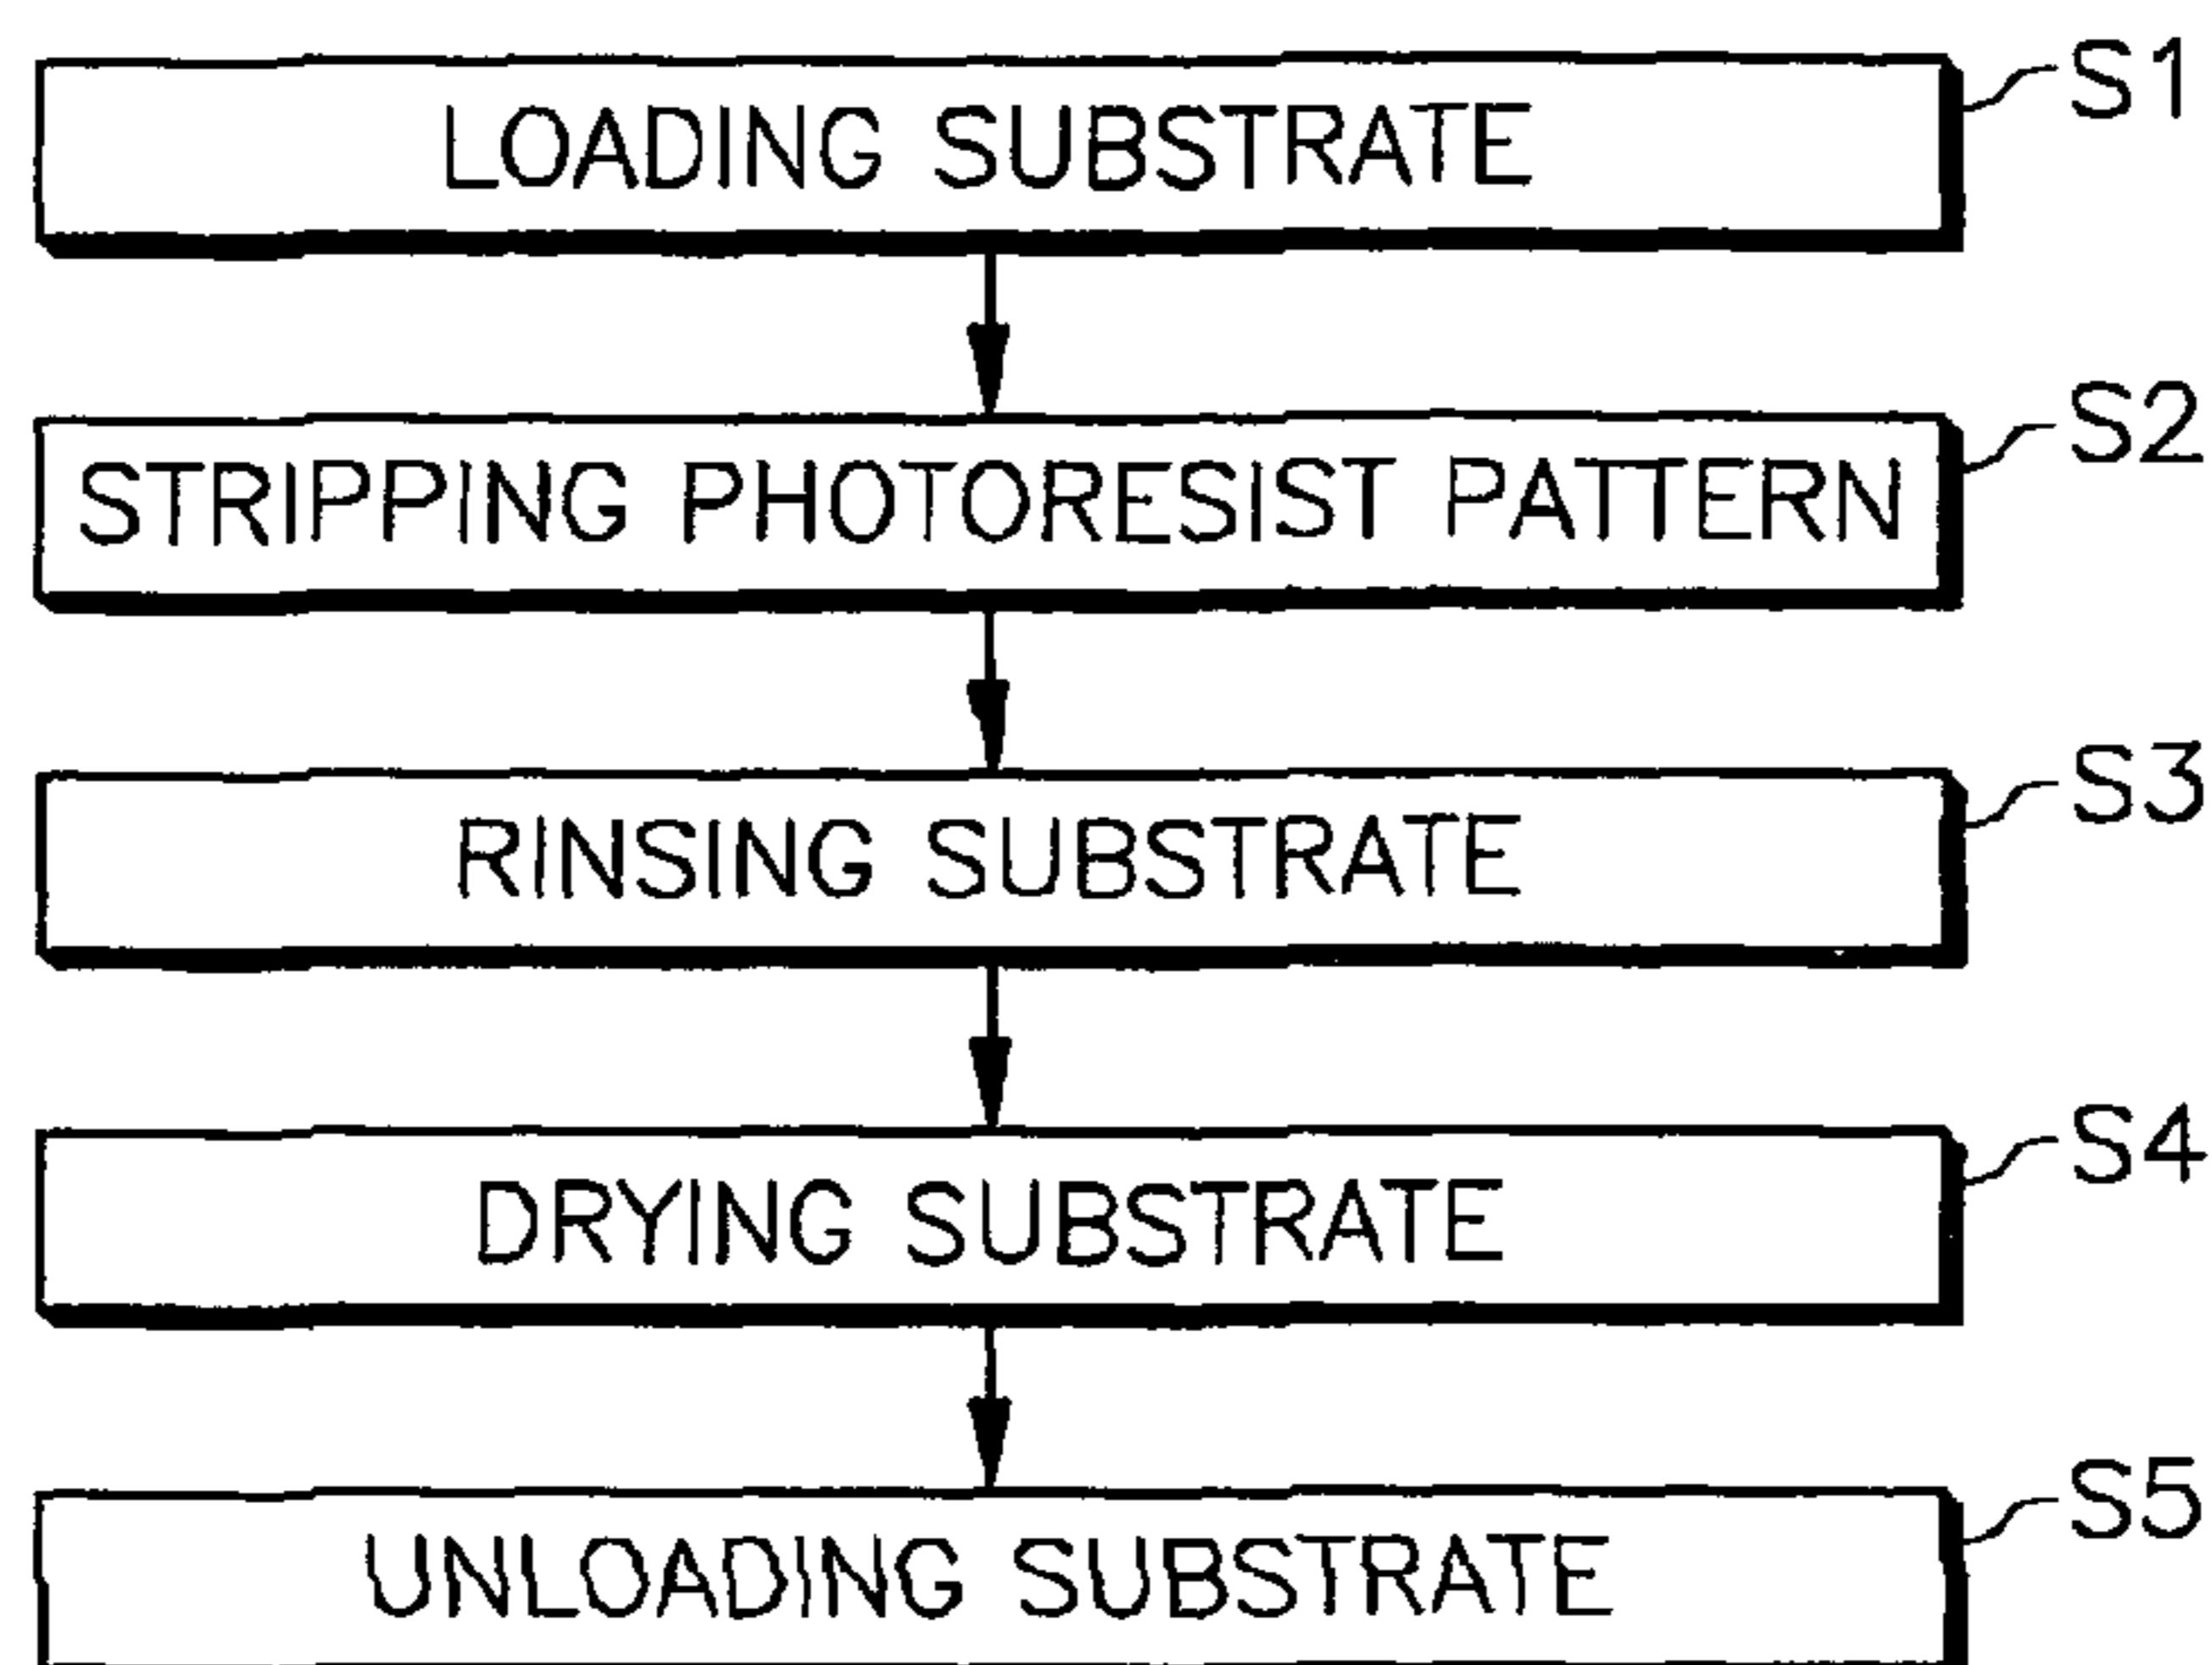 LOADING SUBSTRATE S1
STRIPPING PHOTORESIST PATTERN S2
RINSING SUBSTRATE S3
DRYING SUBSTRATE S4
UNLOADING SUBSTRATE S5